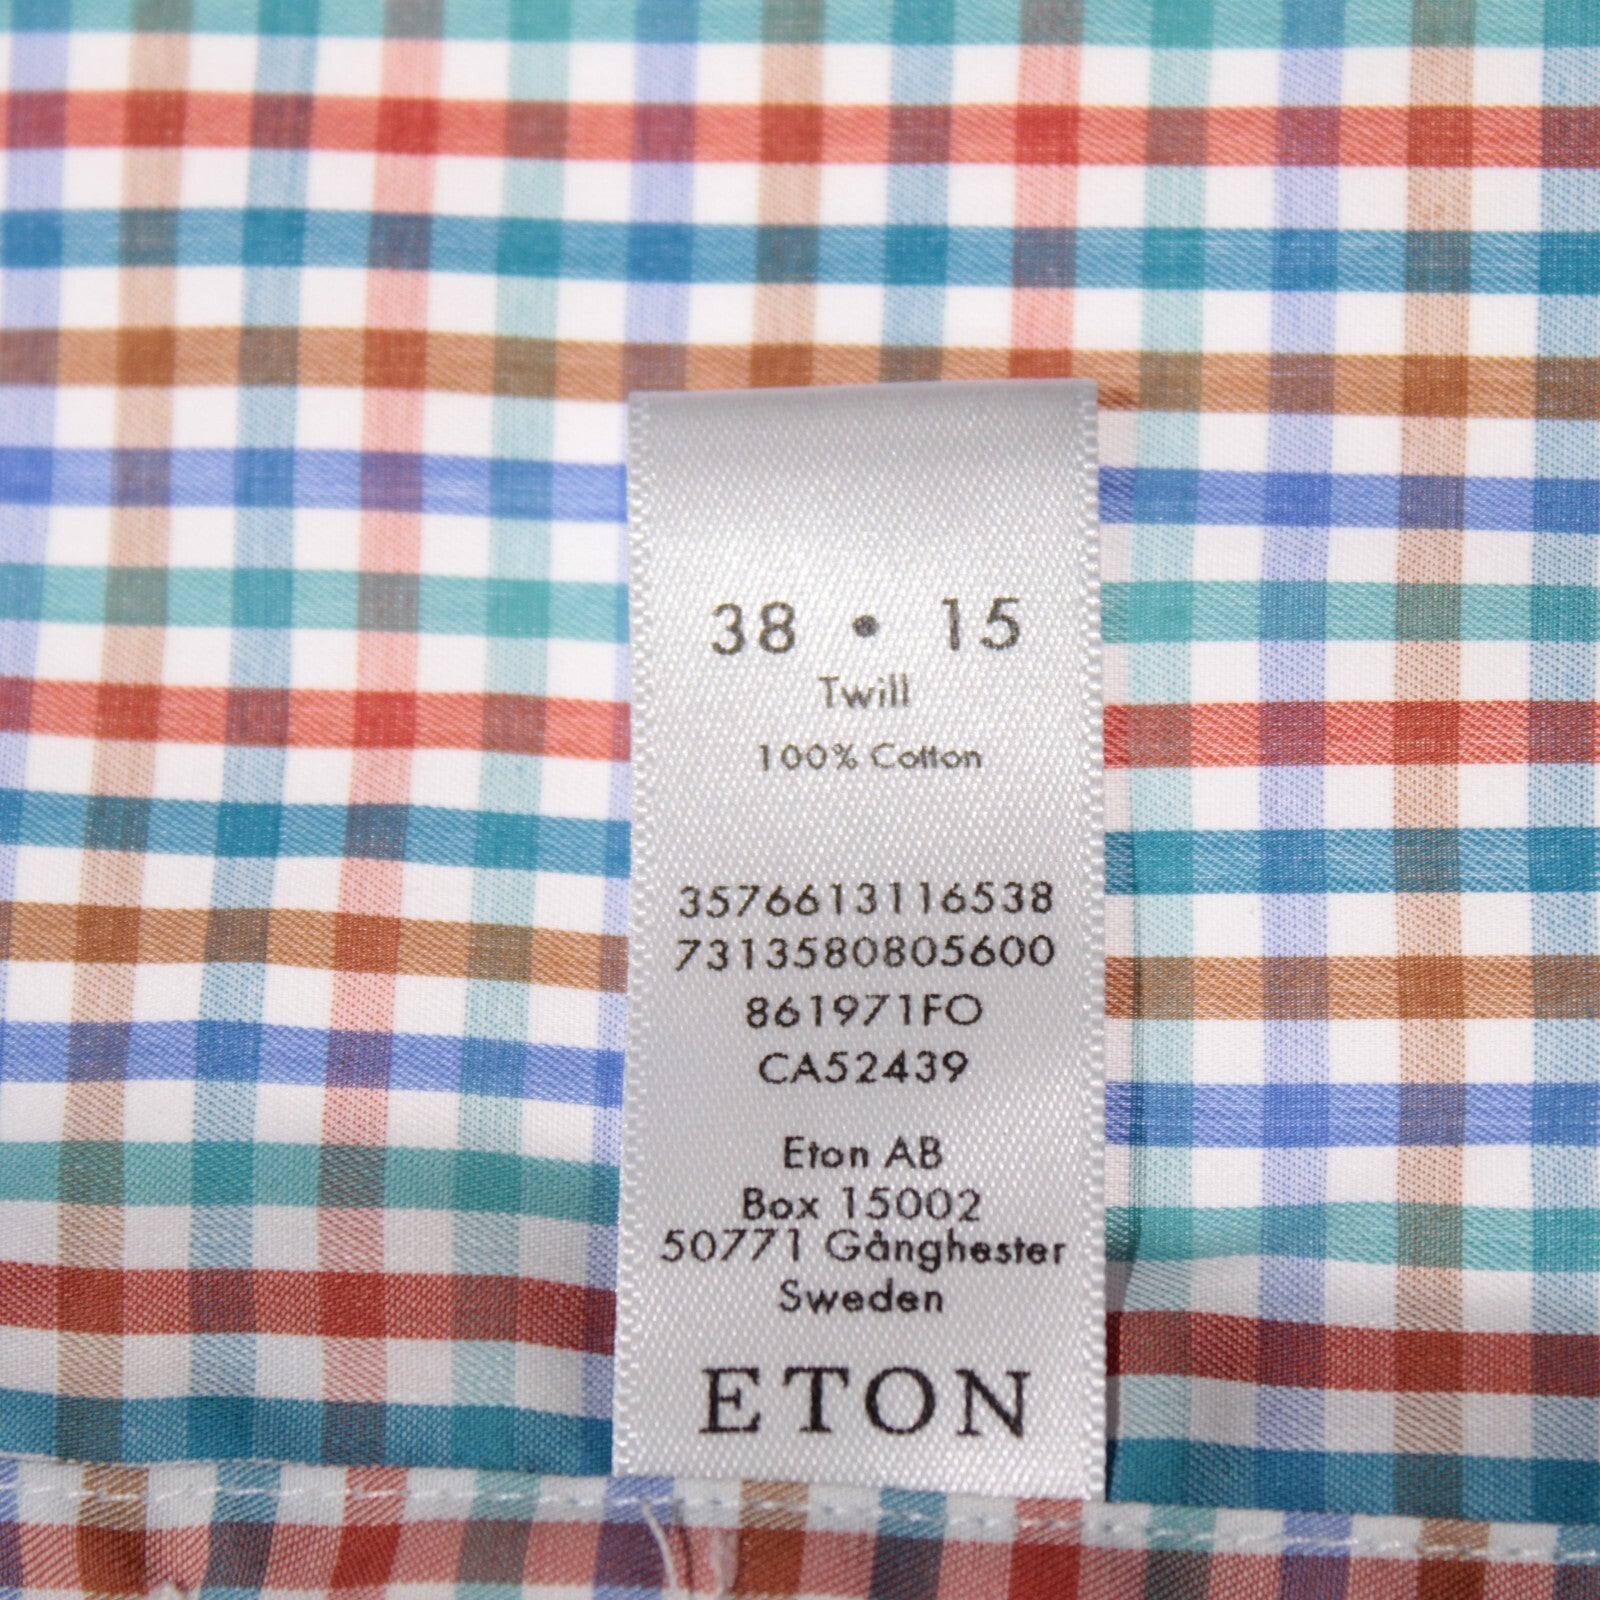 38 • 15
Twill
100% Cotton
3576613116538
7313580805600
861971FO
CA52439
Eton AB
Box 15002
50771 Gånghester
Sweden
ETON